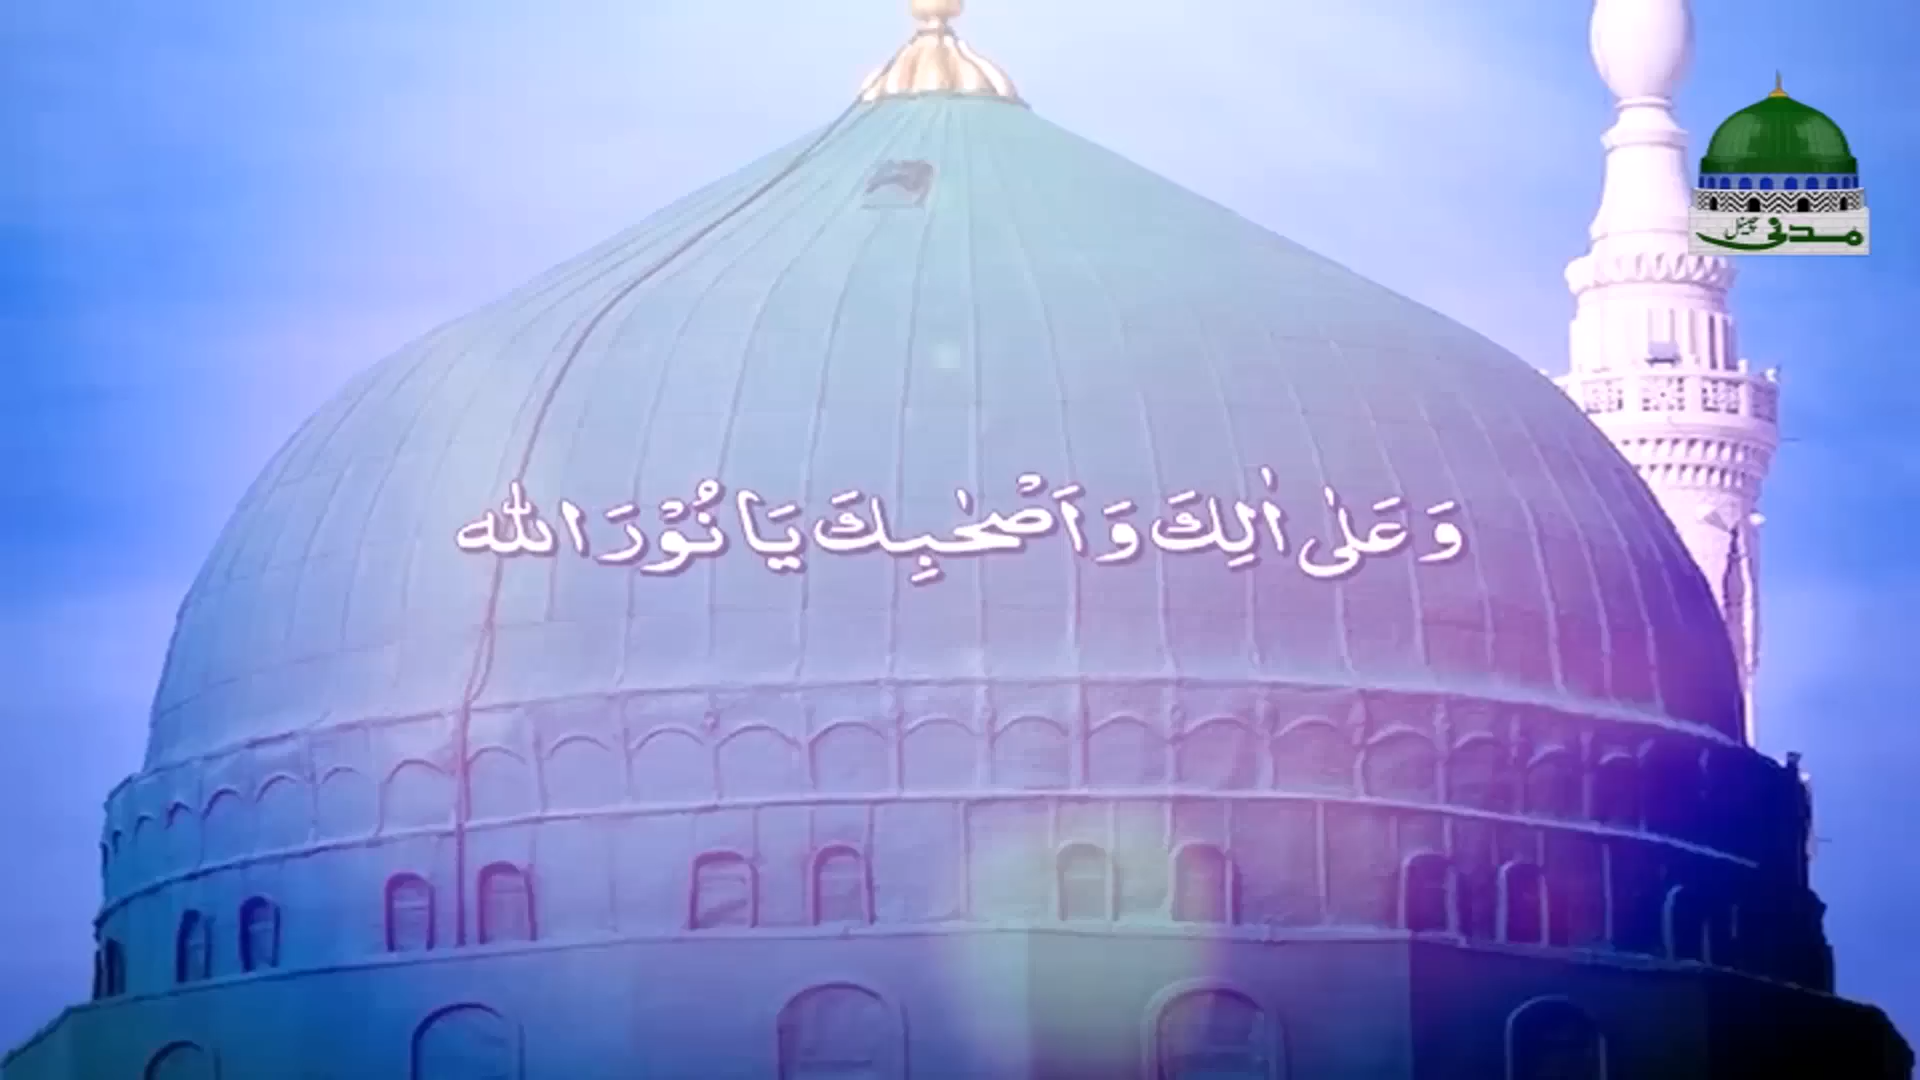 وَعَلٰی اٰلِكَ وَاَصْحٰبِكَ يَا نُوْرَ اللّٰه
مدنی چینل